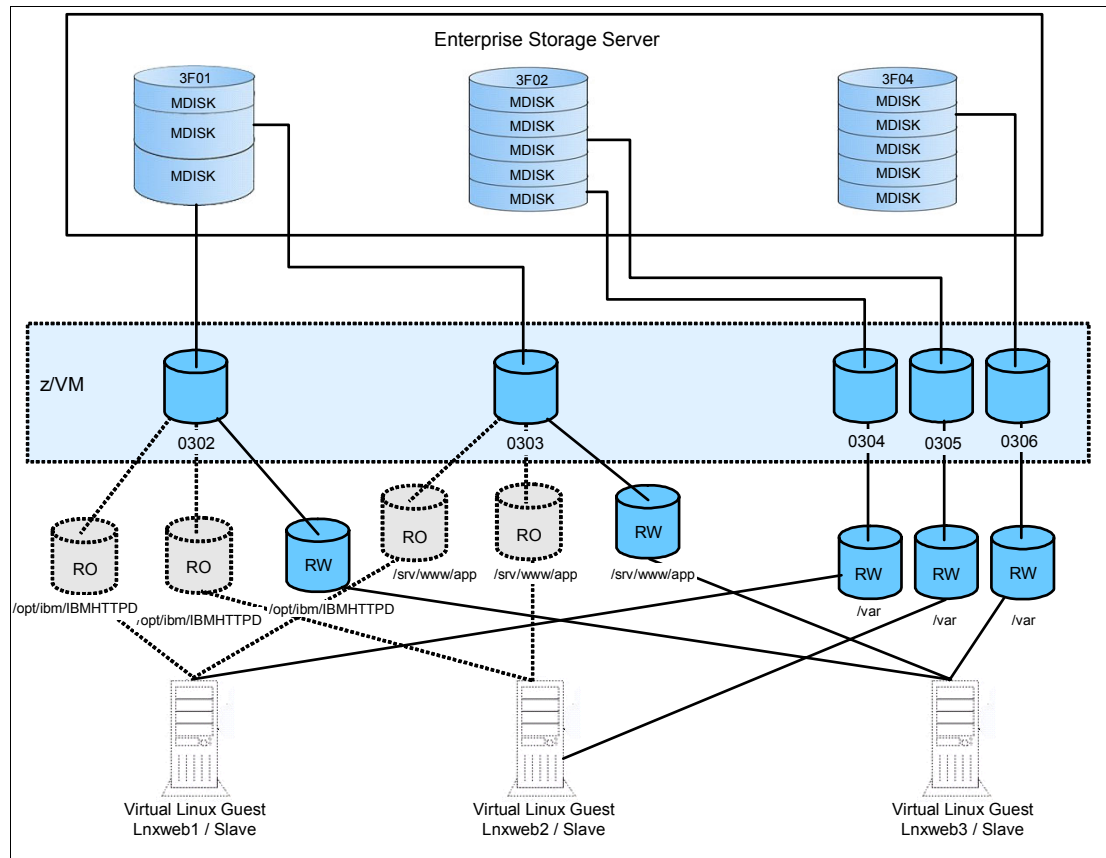 Enterprise Storage Server
3F01
MDISK
MDISK
MDISK
3F02
MDISK
MDISK
MDISK
MDISK
MDISK
3F04
MDISK
MDISK
MDISK
MDISK
MDISK
z/VM
0302
0303
0304
0305
0306
RO
RO
RW
RO
RO
RW
RW
RW
RW
/opt/ibm/IBMHTTPD
/opt/ibm/IBMHTTPD
/opt/ibm/IBMHTTPD
/srv/www/app
/srv/www/app
/srv/www/app
/var
/var
/var
Virtual Linux Guest
Lnxweb1 / Slave
Virtual Linux Guest
Lnxweb2 / Slave
Virtual Linux Guest
Lnxweb3 / Slave